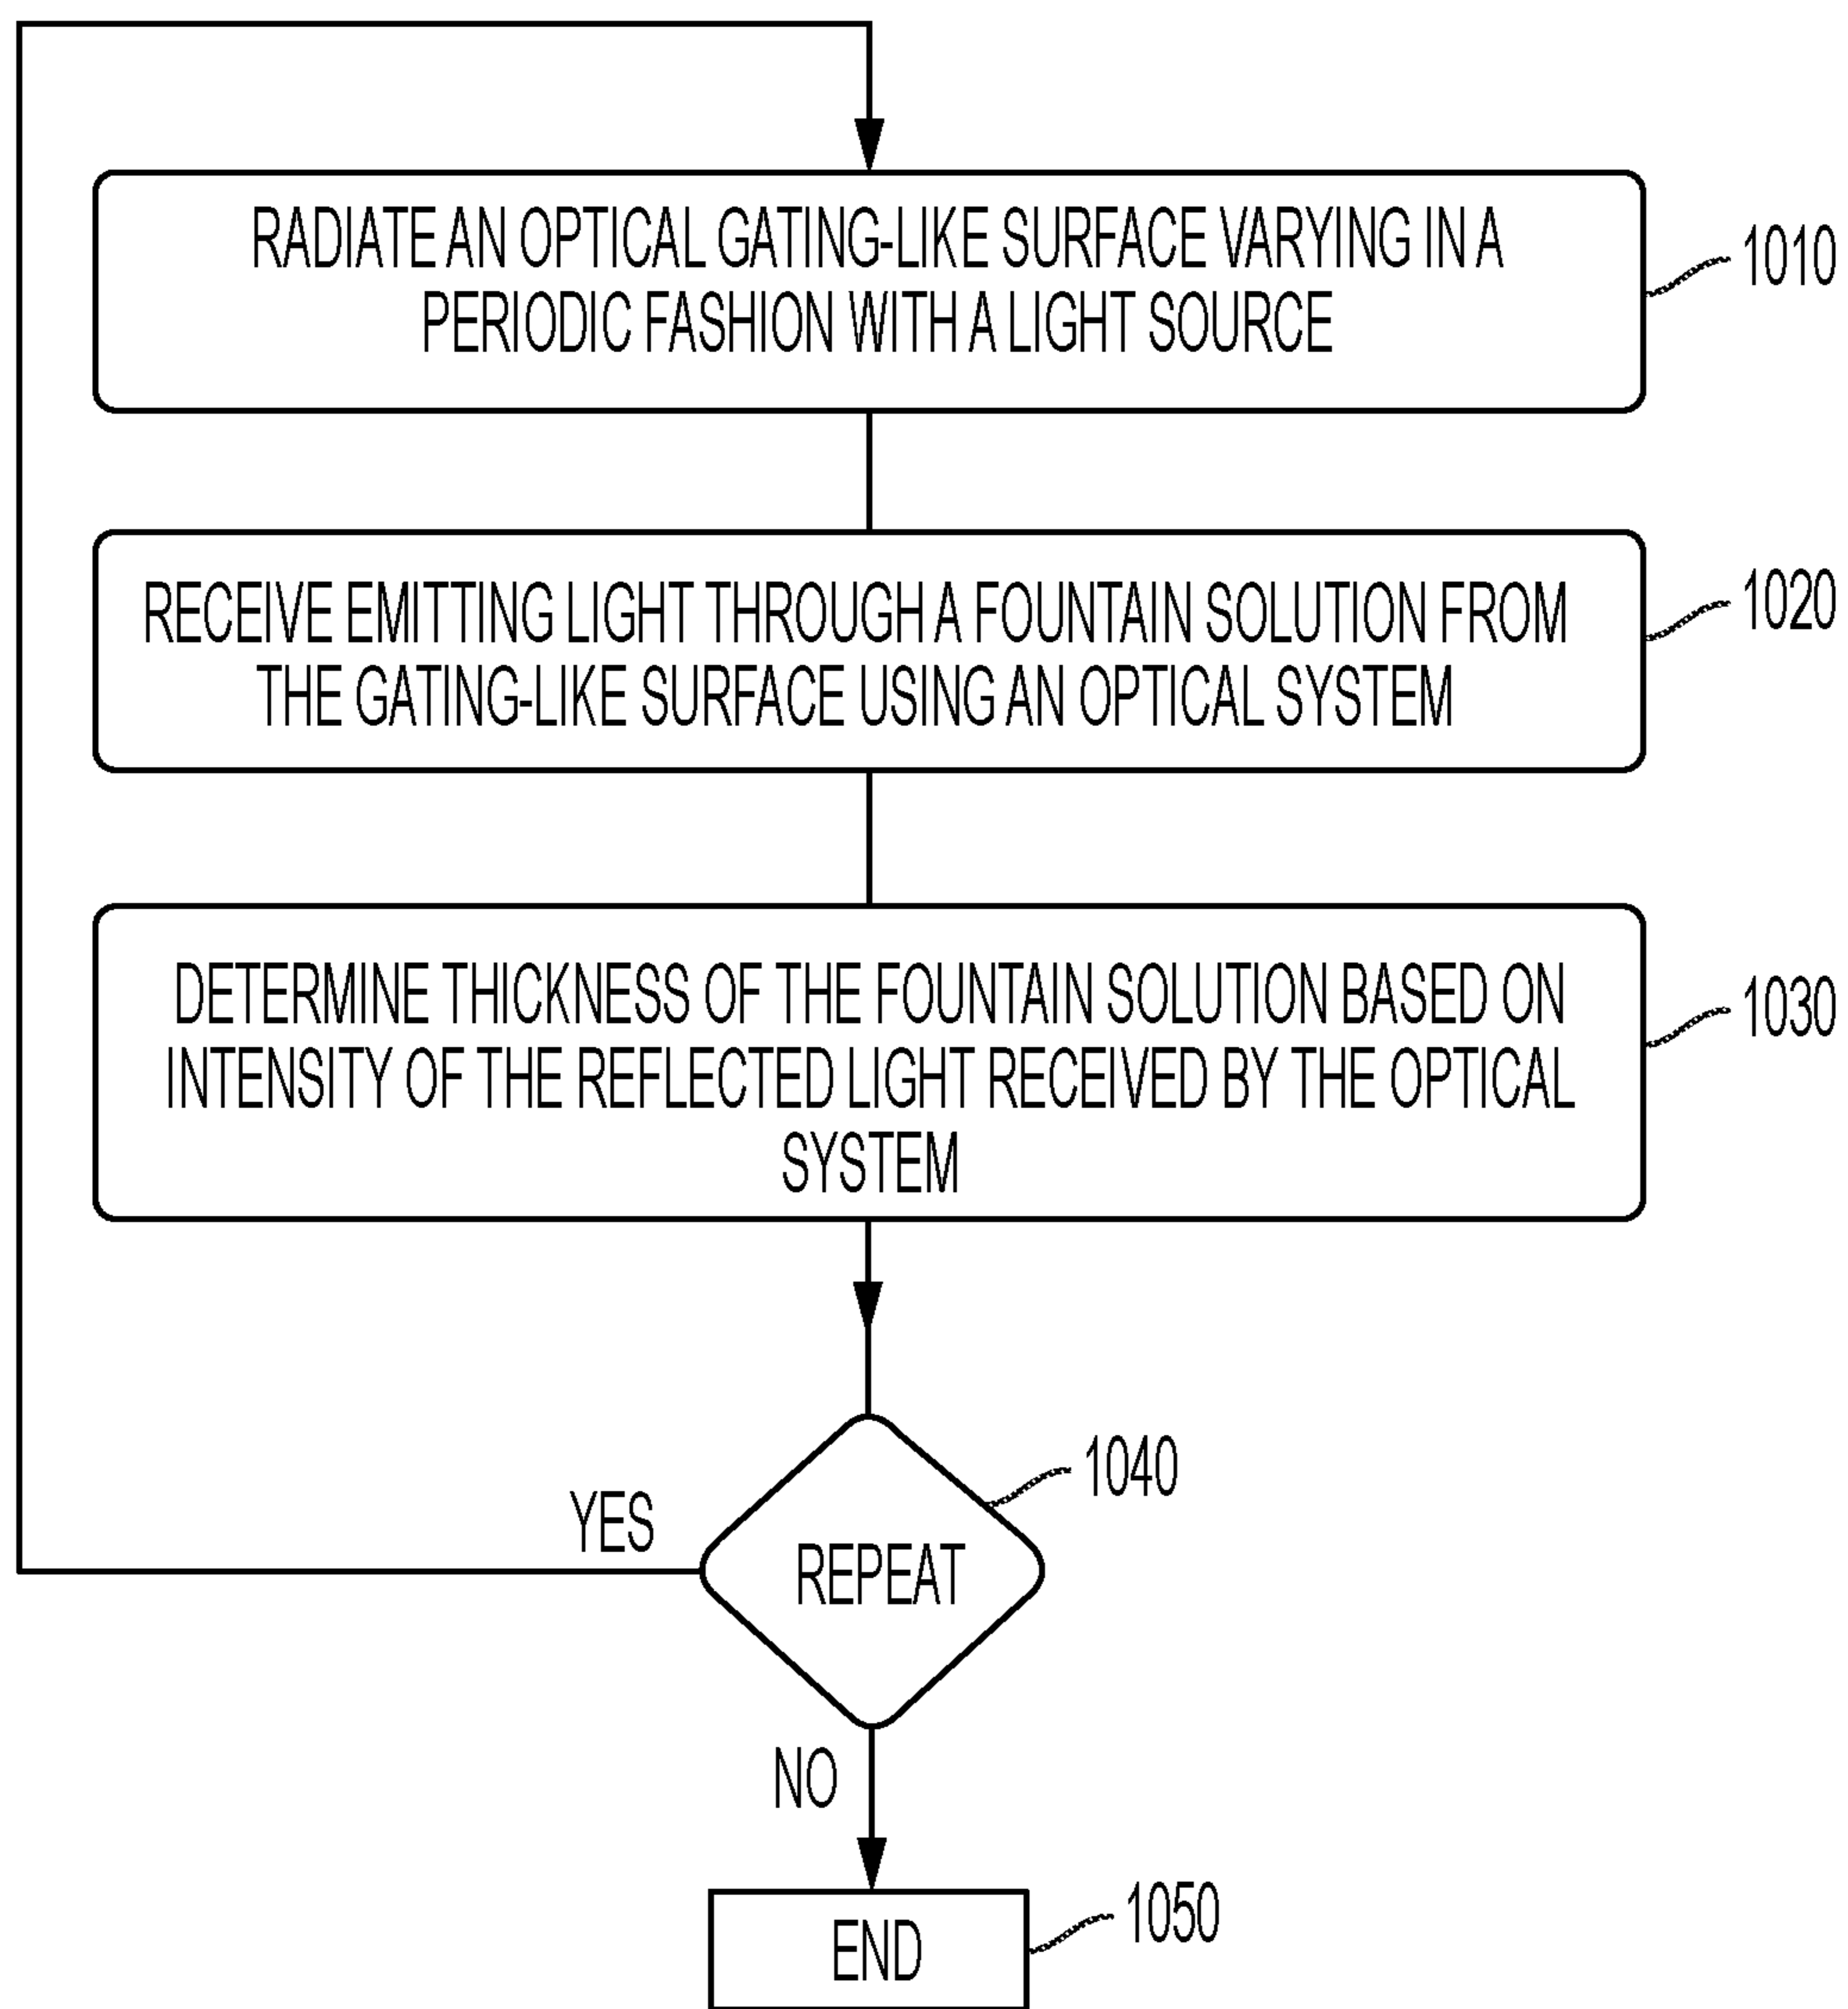 RADIATE AN OPTICAL GATING-LIKE SURFACE VARYING IN A
PERIODIC FASHION WITH A LIGHT SOURCE
1010
RECEIVE EMITTING LIGHT THROUGH A FOUNTAIN SOLUTION FROM
THE GATING-LIKE SURFACE USING AN OPTICAL SYSTEM
1020
DETERMINE THICKNESS OF THE FOUNTAIN SOLUTION BASED ON
INTENSITY OF THE REFLECTED LIGHT RECEIVED BY THE OPTICAL
SYSTEM
1030
1040
YES
REPEAT
NO
1050
END